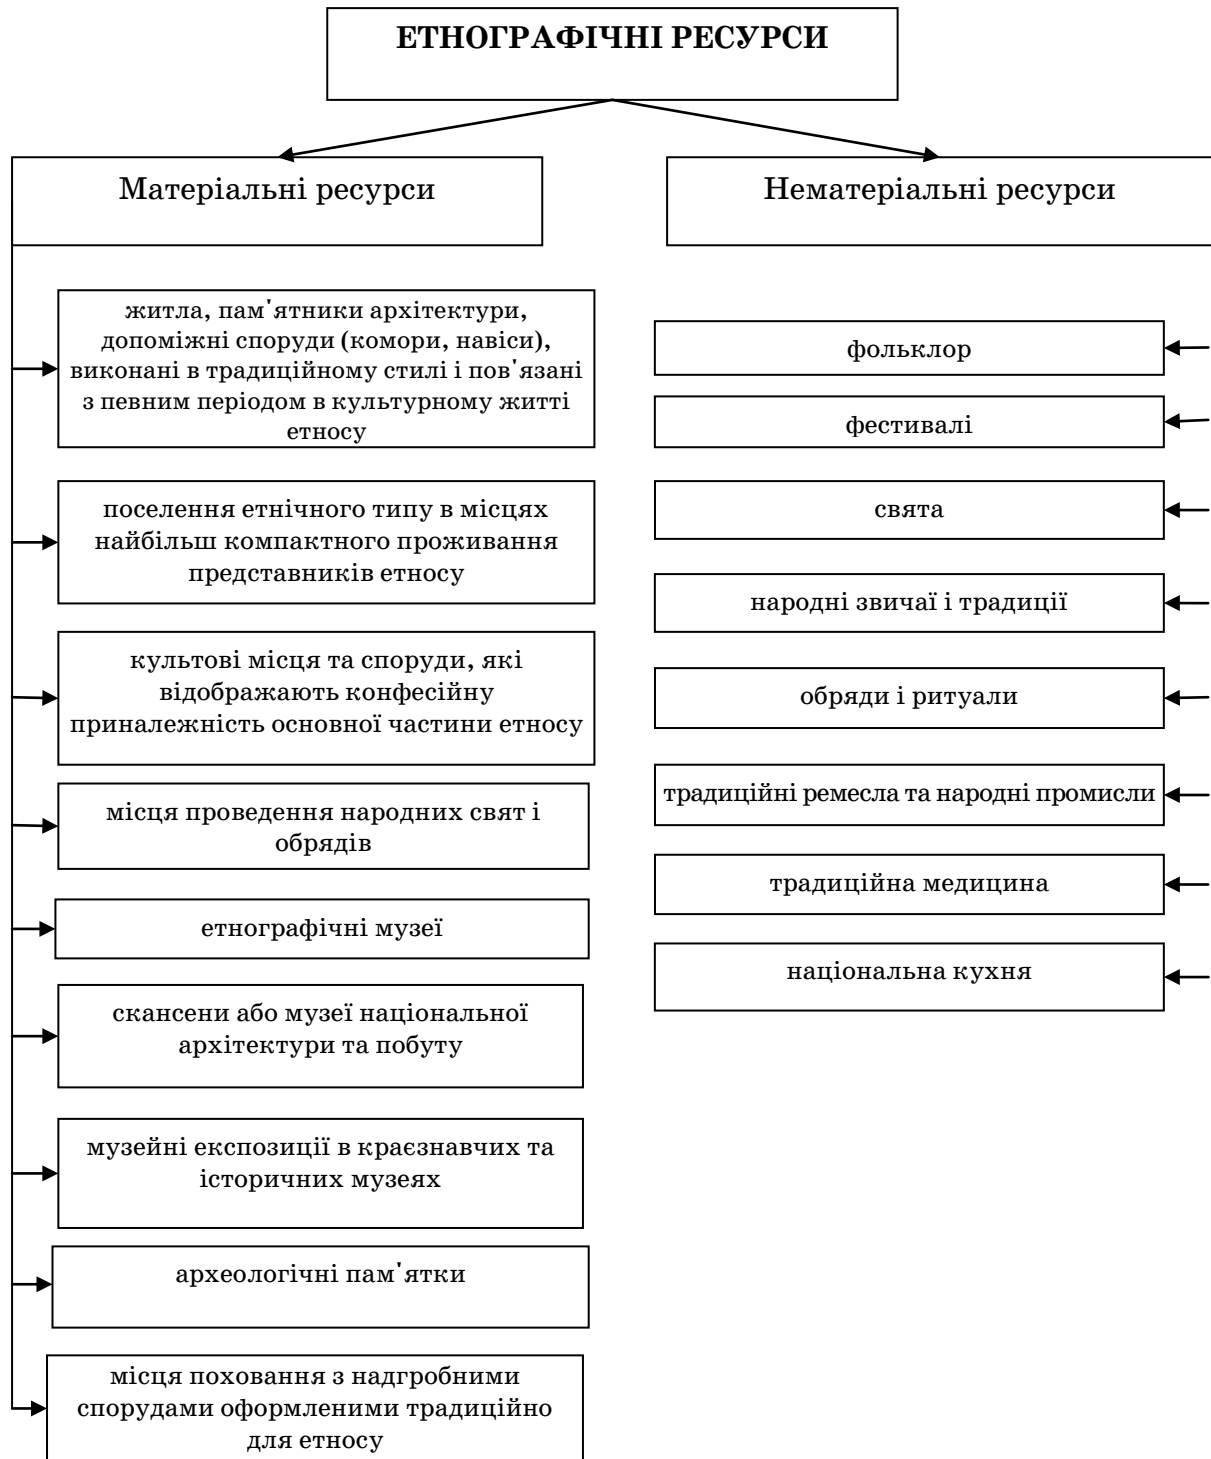 ЕТНОГРАФІЧНІ РЕСУРСИ
Матеріальні ресурси
житла, пам'ятники архітектури,
допоміжні споруди (комори, навіси),
виконані в традиційному стилі і пов'язані
з певним періодом в культурному житті
етносу
поселення етнічного типу в місцях
найбільш компактного проживання
представників етносу
культові місця та споруди, які
відображають конфесійну
приналежність основної частини етносу
місця проведення народних свят і
обрядів
етнографічні музеї
скансени або музеї національної
архітектури та побуту
музейні експозиції в краєзнавчих та
історичних музеях
археологічні пам'ятки
місця поховання з надгробними
спорудами оформленими традиційно
для етносу
Нематеріальні ресурси
фольклор
фестивалі
свята
народні звичаї і традиції
обряди і ритуали
традиційні ремесла та народні промисли
традиційна медицина
національна кухня